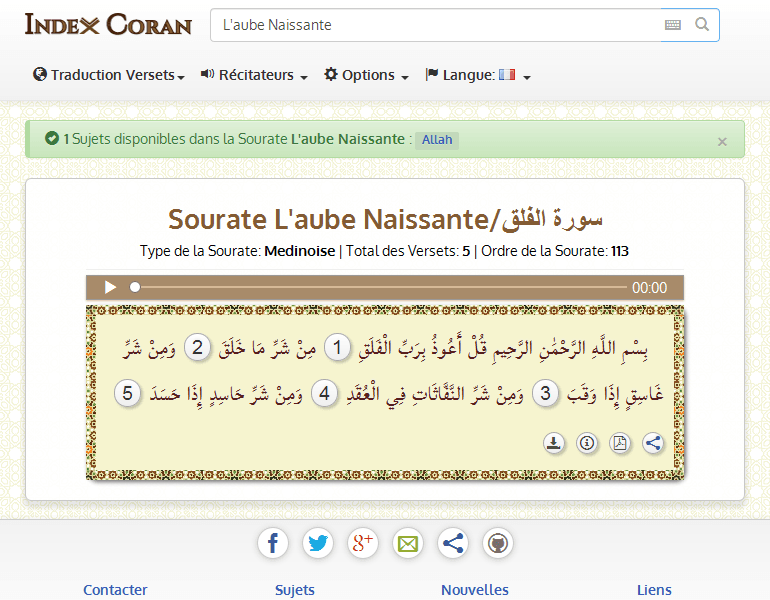 INDEX CORAN
L'aube Naissante
Traduction Versets
Récitateurs
Options
Langue:
1 Sujets disponibles dans la Sourate L'aube Naissante : Allah ×
Sourate L'aube Naissante/سورة الفلق
Type de la Sourate: Medinoise | Total des Versets: 5 | Ordre de la Sourate: 113
00:00
بِسْمِ اللَّهِ الرَّحْمَٰنِ الرَّحِيمِ قُلْ أَعُوذُ بِرَبِّ الْفَلَقِ 1 مِنْ شَرِّ مَا خَلَقَ 2 وَمِنْ شَرِّ
غَاسِقٍ إِذَا وَقَبَ 3 وَمِنْ شَرِّ النَّفَّاثَاتِ فِي الْعُقَدِ 4 وَمِنْ شَرِّ حَاسِدٍ إِذَا حَسَدَ 5
Contacter
Sujets
Nouvelles
Liens